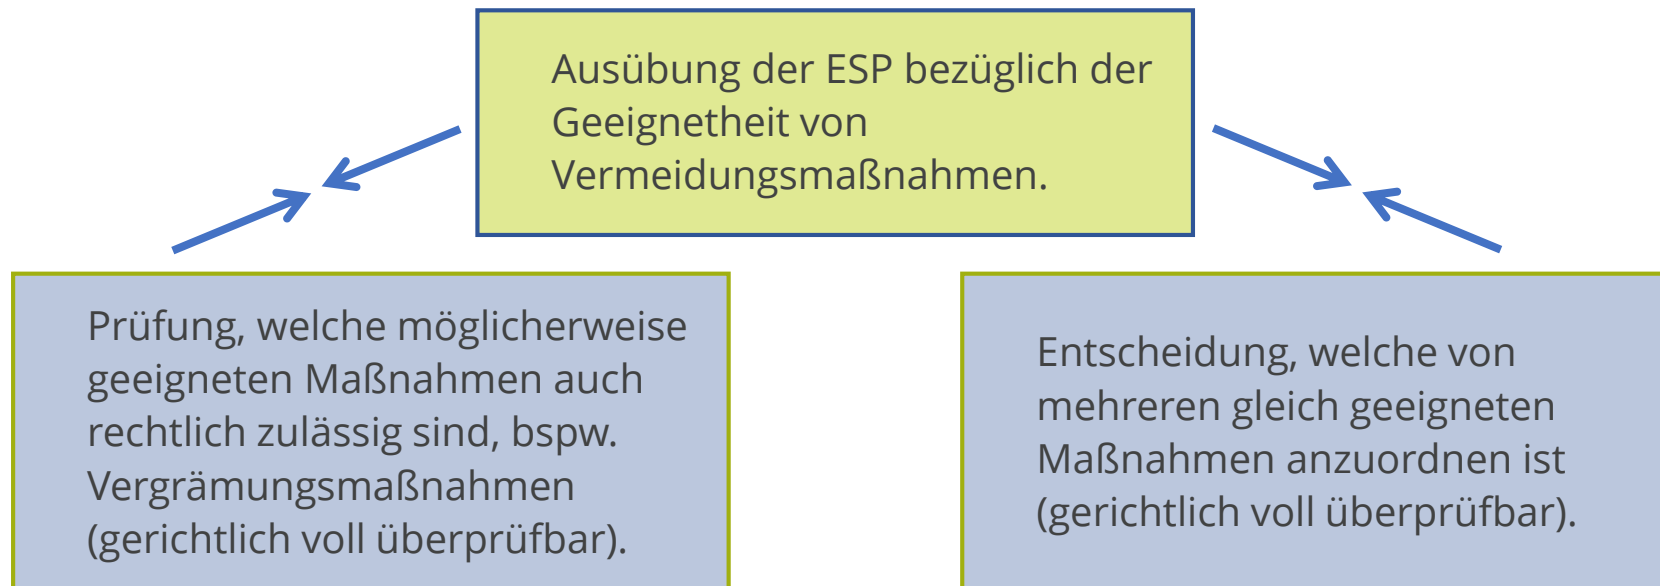 Ausübung der ESP bezüglich der
Geeignetheit von
Vermeidungsmaßnahmen.
Prüfung, welche möglicherweise
geeigneten Maßnahmen auch
rechtlich zulässig sind, bspw.
Vergrämungsmaßnahmen
(gerichtlich voll überprüfbar).
Entscheidung, welche von
mehreren gleich geeigneten
Maßnahmen anzuordnen ist
(gerichtlich voll überprüfbar).